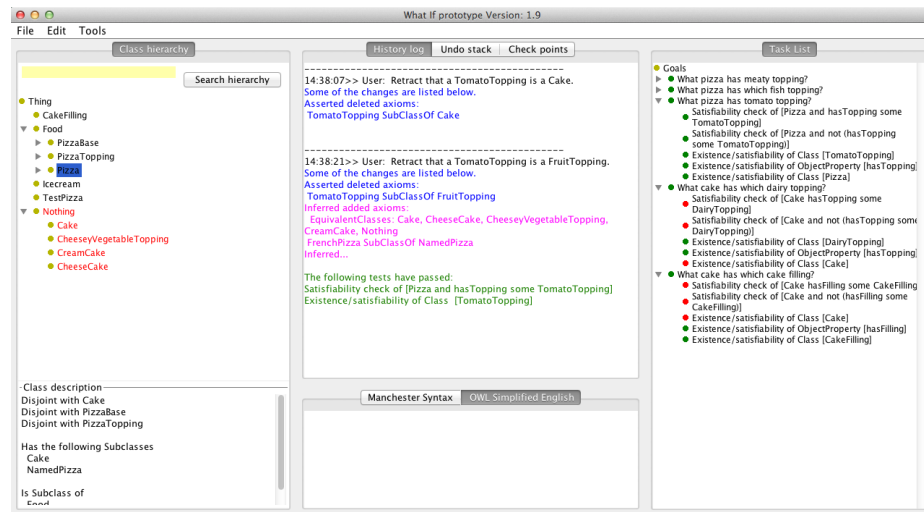 What If prototype Version: 1.9
File Edit Tools
Class hierarchy
Search hierarchy
Thing
CakeFilling
Food
PizzaBase
PizzaTopping
Pizza
Icecream
TestPizza
Nothing
Cake
CheeseyVegetableTopping
CreamCake
CheeseCake
Class description
Disjoint with Cake
Disjoint with PizzaBase
Disjoint with PizzaTopping
Has the following Subclasses
Cake
NamedPizza
Is Subclass of
Food
History log Undo stack Check points
------------------------------------------------
14:38:07>> User: Retract that a TomatoTopping is a Cake.
Some of the changes are listed below.
Asserted deleted axioms:
TomatoTopping SubClassOf Cake
------------------------------------------------
14:38:21>> User: Retract that a TomatoTopping is a FruitTopping.
Some of the changes are listed below.
Asserted deleted axioms:
TomatoTopping SubClassOf FruitTopping
Inferred added axioms:
EquivalentClasses: Cake, CheeseCake, CheeseyVegetableTopping,
CreamCake, Nothing
FrenchPizza SubClassOf NamedPizza
Inferred...
The following tests have passed:
Satisfiability check of [Pizza and hasTopping some TomatoTopping]
Existence/satisfiability of Class [TomatoTopping]
Manchester Syntax OWL Simplified English
Task List
Goals
What pizza has meaty topping?
What pizza has which fish topping?
What pizza has tomato topping?
Satisfiability check of [Pizza and hasTopping some
TomatoTopping]
Satisfiability check of [Pizza and not (hasTopping
some TomatoTopping)]
Existence/satisfiability of Class [TomatoTopping]
Existence/satisfiability of ObjectProperty [hasTopping]
Existence/satisfiability of Class [Pizza]
What cake has which dairy topping?
Satisfiability check of [Cake hasTopping some
DairyTopping]
Satisfiability check of [Cake and not (hasTopping some
DairyTopping)]
Existence/satisfiability of Class [DairyTopping]
Existence/satisfiability of ObjectProperty [hasTopping]
Existence/satisfiability of Class [Cake]
What cake has which cake filling?
Satisfiability check of [Cake hasFilling some CakeFilling
Satisfiability check of [Cake and not (hasFilling some
CakeFilling)]
Existence/satisfiability of Class [Cake]
Existence/satisfiability of ObjectProperty [hasFilling]
Existence/satisfiability of Class [CakeFilling]